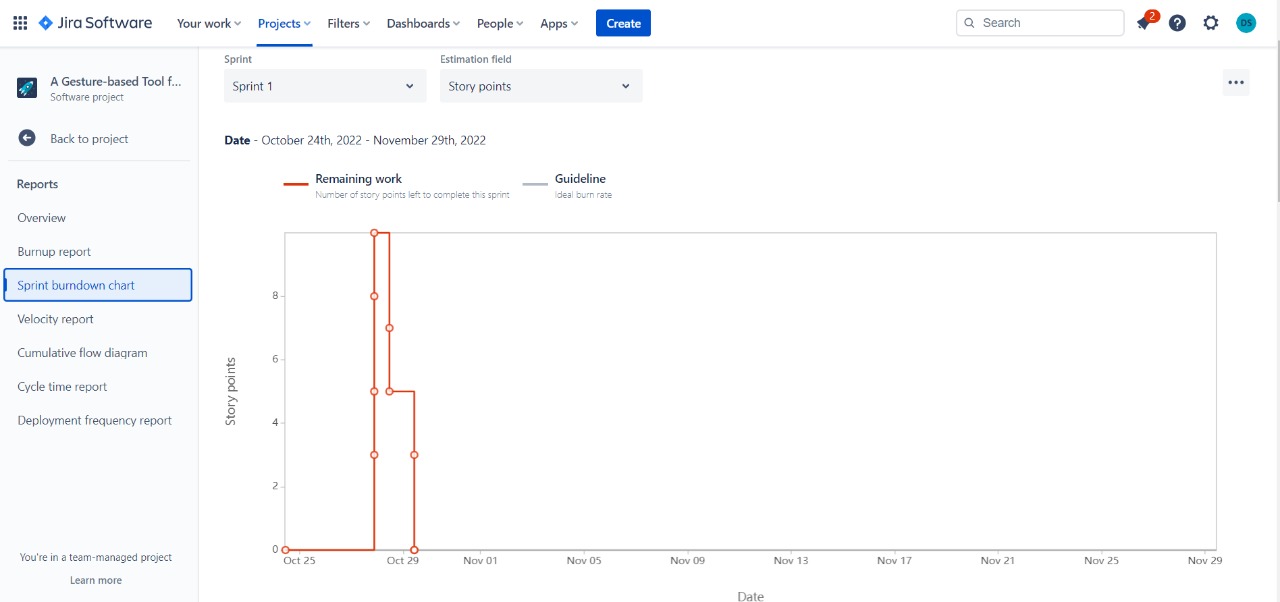 Jira Software Your work Projects Filters Dashboards People Apps Create Search 2 DS
A Gesture-based Tool f...
Software project
Back to project
Reports
Overview
Burnup report
Sprint burndown chart
Velocity report
Cumulative flow diagram
Cycle time report
Deployment frequency report
You're in a team-managed project
Learn more
Sprint Estimation field
Sprint 1 Story points
Date - October 24th, 2022 - November 29th, 2022
Remaining work Guideline
Number of story points left to complete this sprint Ideal burn rate
Story points
8
6
4
2
0
Oct 25 Oct 29 Nov 01 Nov 05 Nov 09 Nov 13 Nov 17 Nov 21 Nov 25 Nov 29
Date